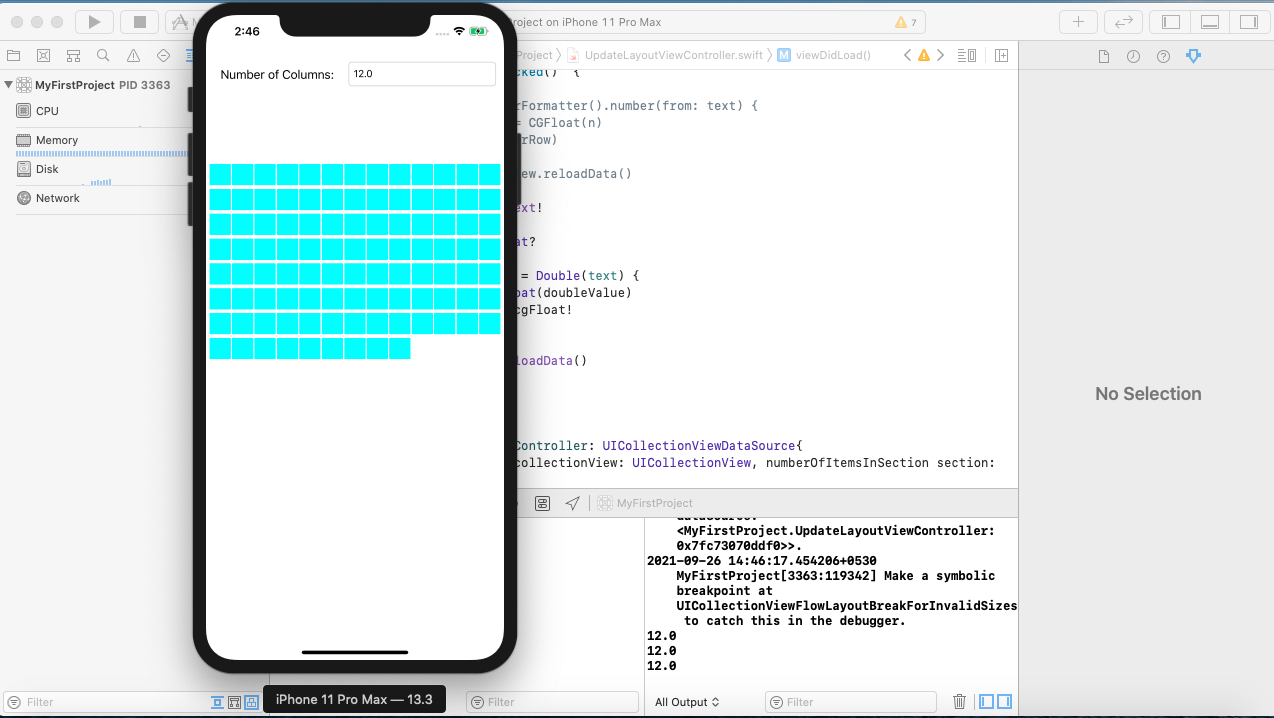 2:46
Number of Columns:
12.0
Project on iPhone 11 Pro Max
7
Project
UpdateLayoutViewController.swift
M
viewDidLoad()
MyFirstProject PID 3363
CPU
Memory
Disk
Network
cked()  {
rFormatter().number(from: text) {
= CGFloat(n)
rRow)
ew.reloadData()
ext!
at?
= Double(text) {
oat(doubleValue)
cgFloat!
loadData()
Controller: UICollectionViewDataSource{
collectionView: UICollectionView, numberOfItemsInSection section:
No Selection
MyFirstProject
dataSource:
<MyFirstProject.UpdateLayoutViewController:
0x7fc73070ddf0>>.
2021-09-26 14:46:17.454206+0530
MyFirstProject[3363:119342] Make a symbolic
breakpoint at
UICollectionViewFlowLayoutBreakForInvalidSizes
to catch this in the debugger.
12.0
12.0
12.0
Filter
iPhone 11 Pro Max — 13.3
Filter
All Output
Filter